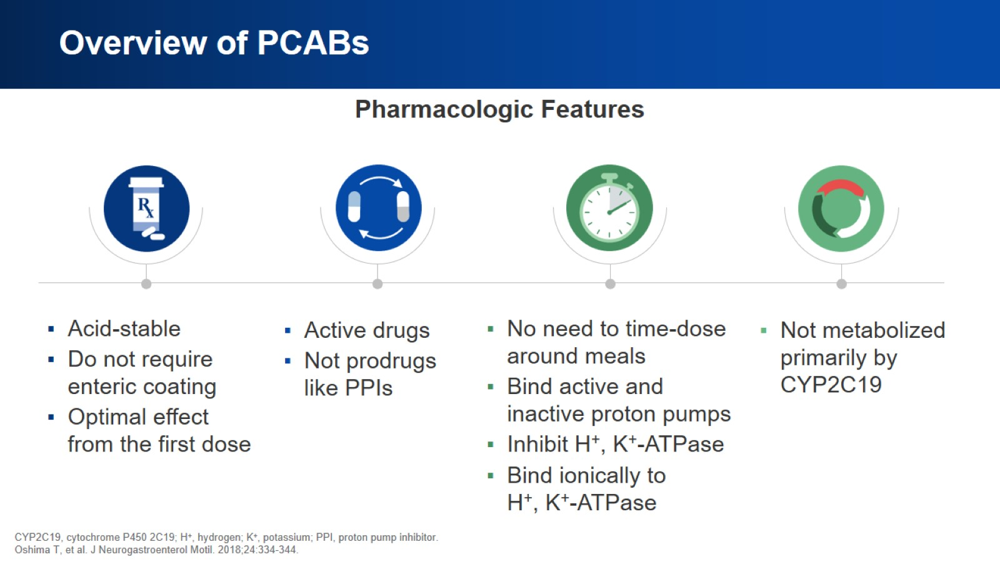 Overview of PCABs
Pharmacologic Features
Rx
▪ Acid-stable
▪ Do not require
enteric coating
▪ Optimal effect
from the first dose
▪ Active drugs
▪ Not prodrugs
like PPIs
▪ No need to time-dose
around meals
▪ Bind active and
inactive proton pumps
▪ Inhibit H⁺, K⁺-ATPase
▪ Bind ionically to
H⁺, K⁺-ATPase
▪ Not metabolized
primarily by
CYP2C19
CYP2C19, cytochrome P450 2C19; H⁺, hydrogen; K⁺, potassium; PPI, proton pump inhibitor.
Oshima T, et al. J Neurogastroenterol Motil. 2018;24:334-344.